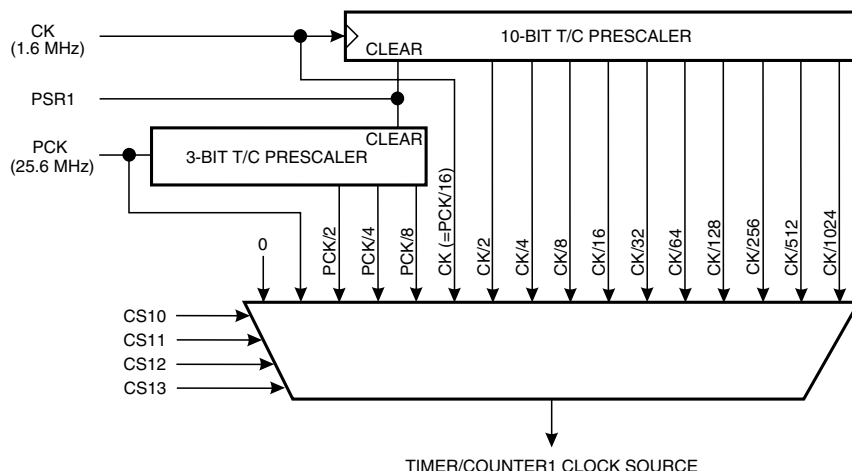 CK
(1.6 MHz)
CLEAR
10-BIT T/C PRESCALER
PSR1
PCK
(25.6 MHz)
CLEAR
3-BIT T/C PRESCALER
0
PCK/2
PCK/4
PCK/8
CK (=PCK/16)
CK/2
CK/4
CK/8
CK/16
CK/32
CK/64
CK/128
CK/256
CK/512
CK/1024
CS10
CS11
CS12
CS13
TIMER/COUNTER1 CLOCK SOURCE